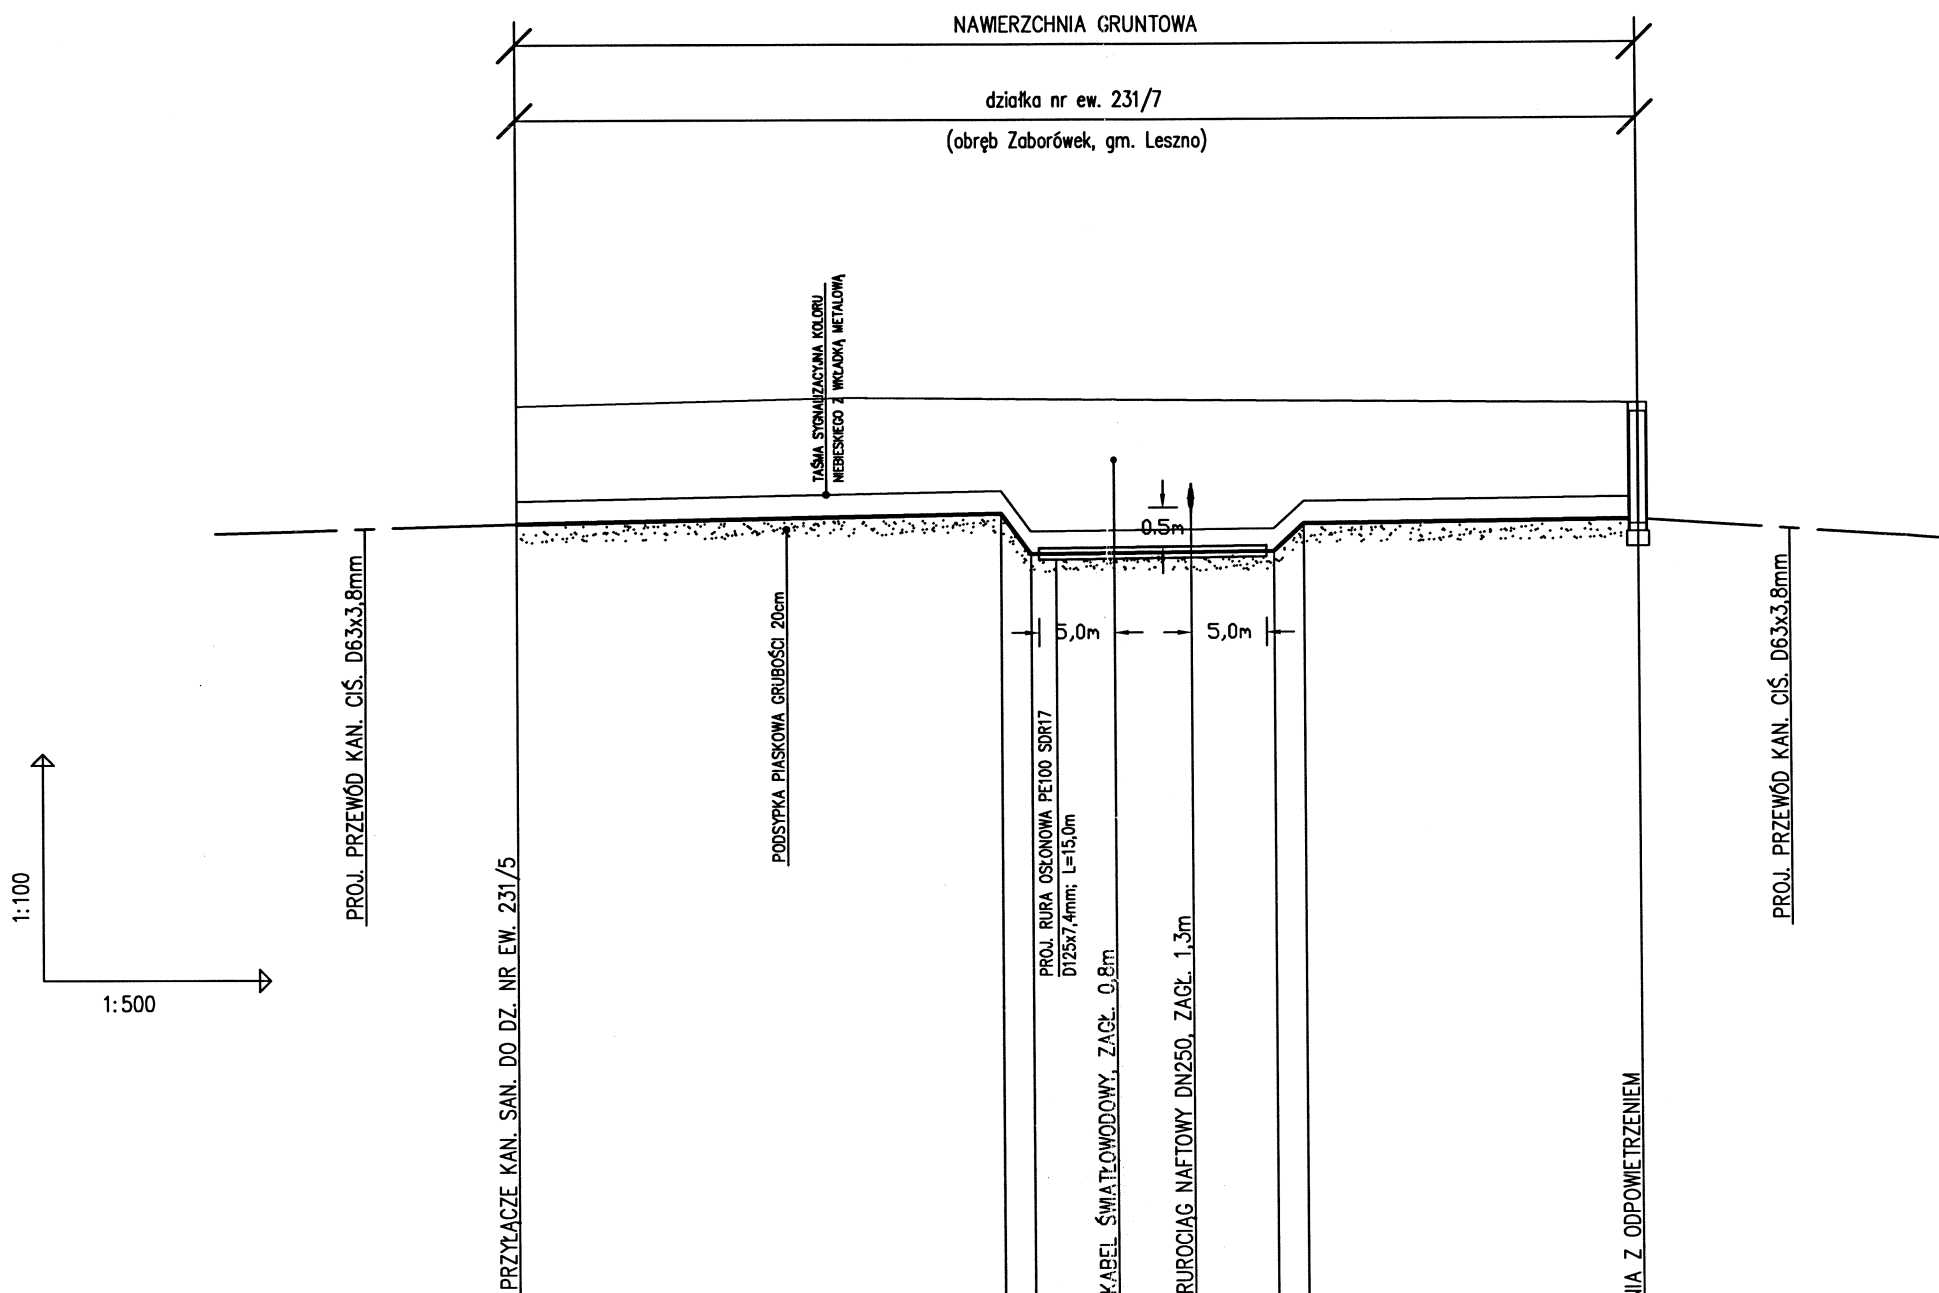 NAWIERZCHNIA GRUNTOWA
działka nr ew. 231/7
(obręb Zaborówek, gm. Leszno)
TAŚMA SYGNALIZACYJNA KOLORU
NIEBIESKIEGO Z WKŁADKĄ METALOWĄ
0.5m
5,0m
5,0m
PROJ. PRZEWÓD KAN. CIŚ. D63x3,8mm
PODSYPKA PIASKOWA GRUBOŚCI 20cm
PROJ. RURA OSŁONOWA PE100 SDR17
D125x7,4mm; L=15,0m
PROJ. PRZEWÓD KAN. CIŚ. D63x3,8mm
1:100
1:500
PRZYŁĄCZE KAN. SAN. DO DZ. NR EW. 231/5
KABEL ŚWIATŁOWODOWY, ZAGŁ. 0,8m
RUROCIĄG NAFTOWY DN250, ZAGŁ. 1,3m
NIA Z ODPOWIETRZENIEM